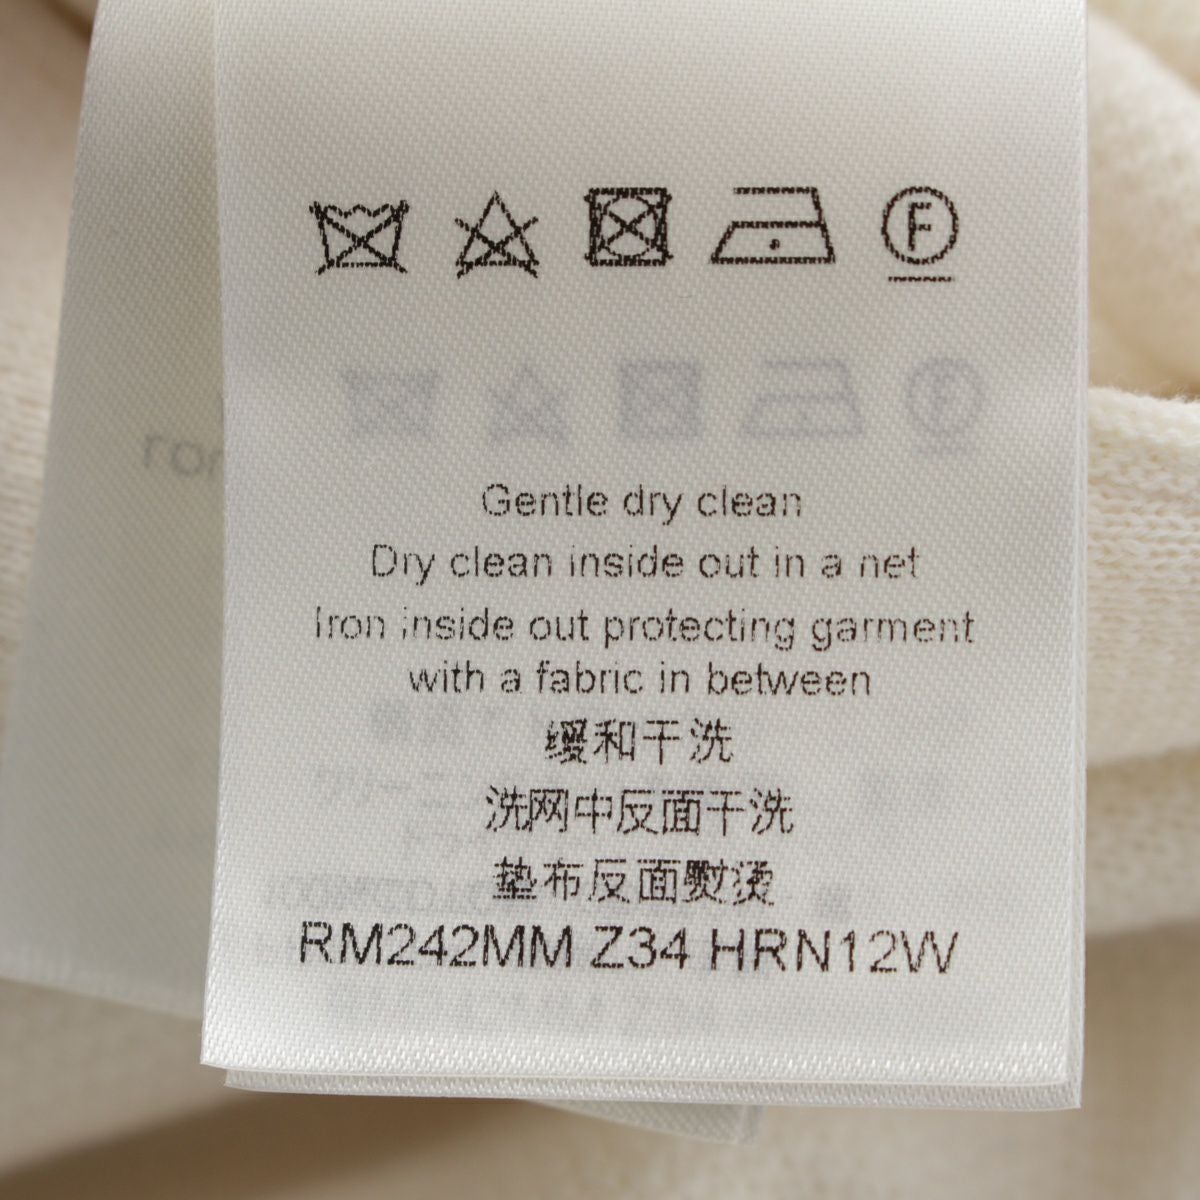 F
Gentle dry clean
Dry clean inside out in a net
Iron inside out protecting garment
with a fabric in between
缓和干洗
洗网中反面干洗
垫布反面熨烫
RM242MM Z34 HRN12W